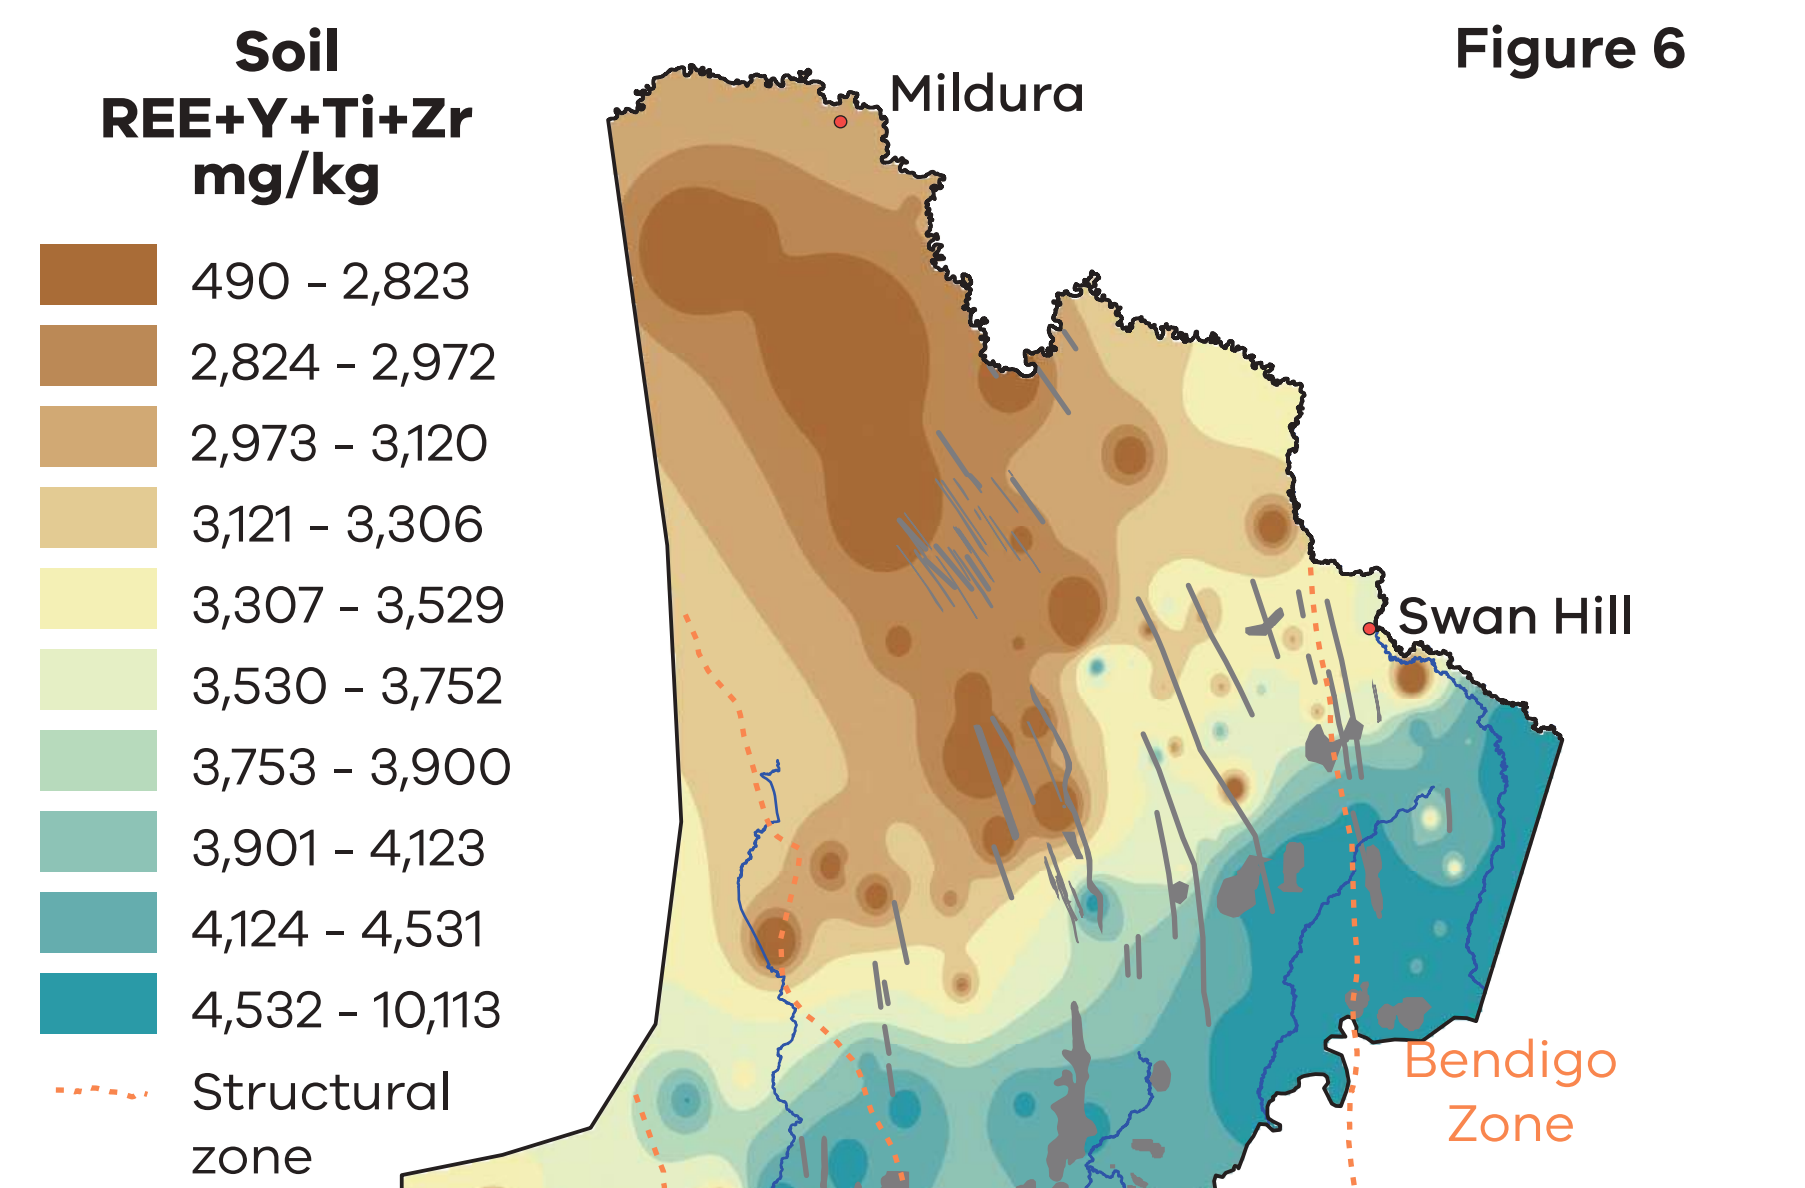 Soil
REE+Y+Ti+Zr
mg/kg
490 - 2,823
2,824 - 2,972
2,973 - 3,120
3,121 - 3,306
3,307 - 3,529
3,530 - 3,752
3,753 - 3,900
3,901 - 4,123
4,124 - 4,531
4,532 - 10,113
Structural
zone
Figure 6
Mildura
Swan Hill
Bendigo
Zone